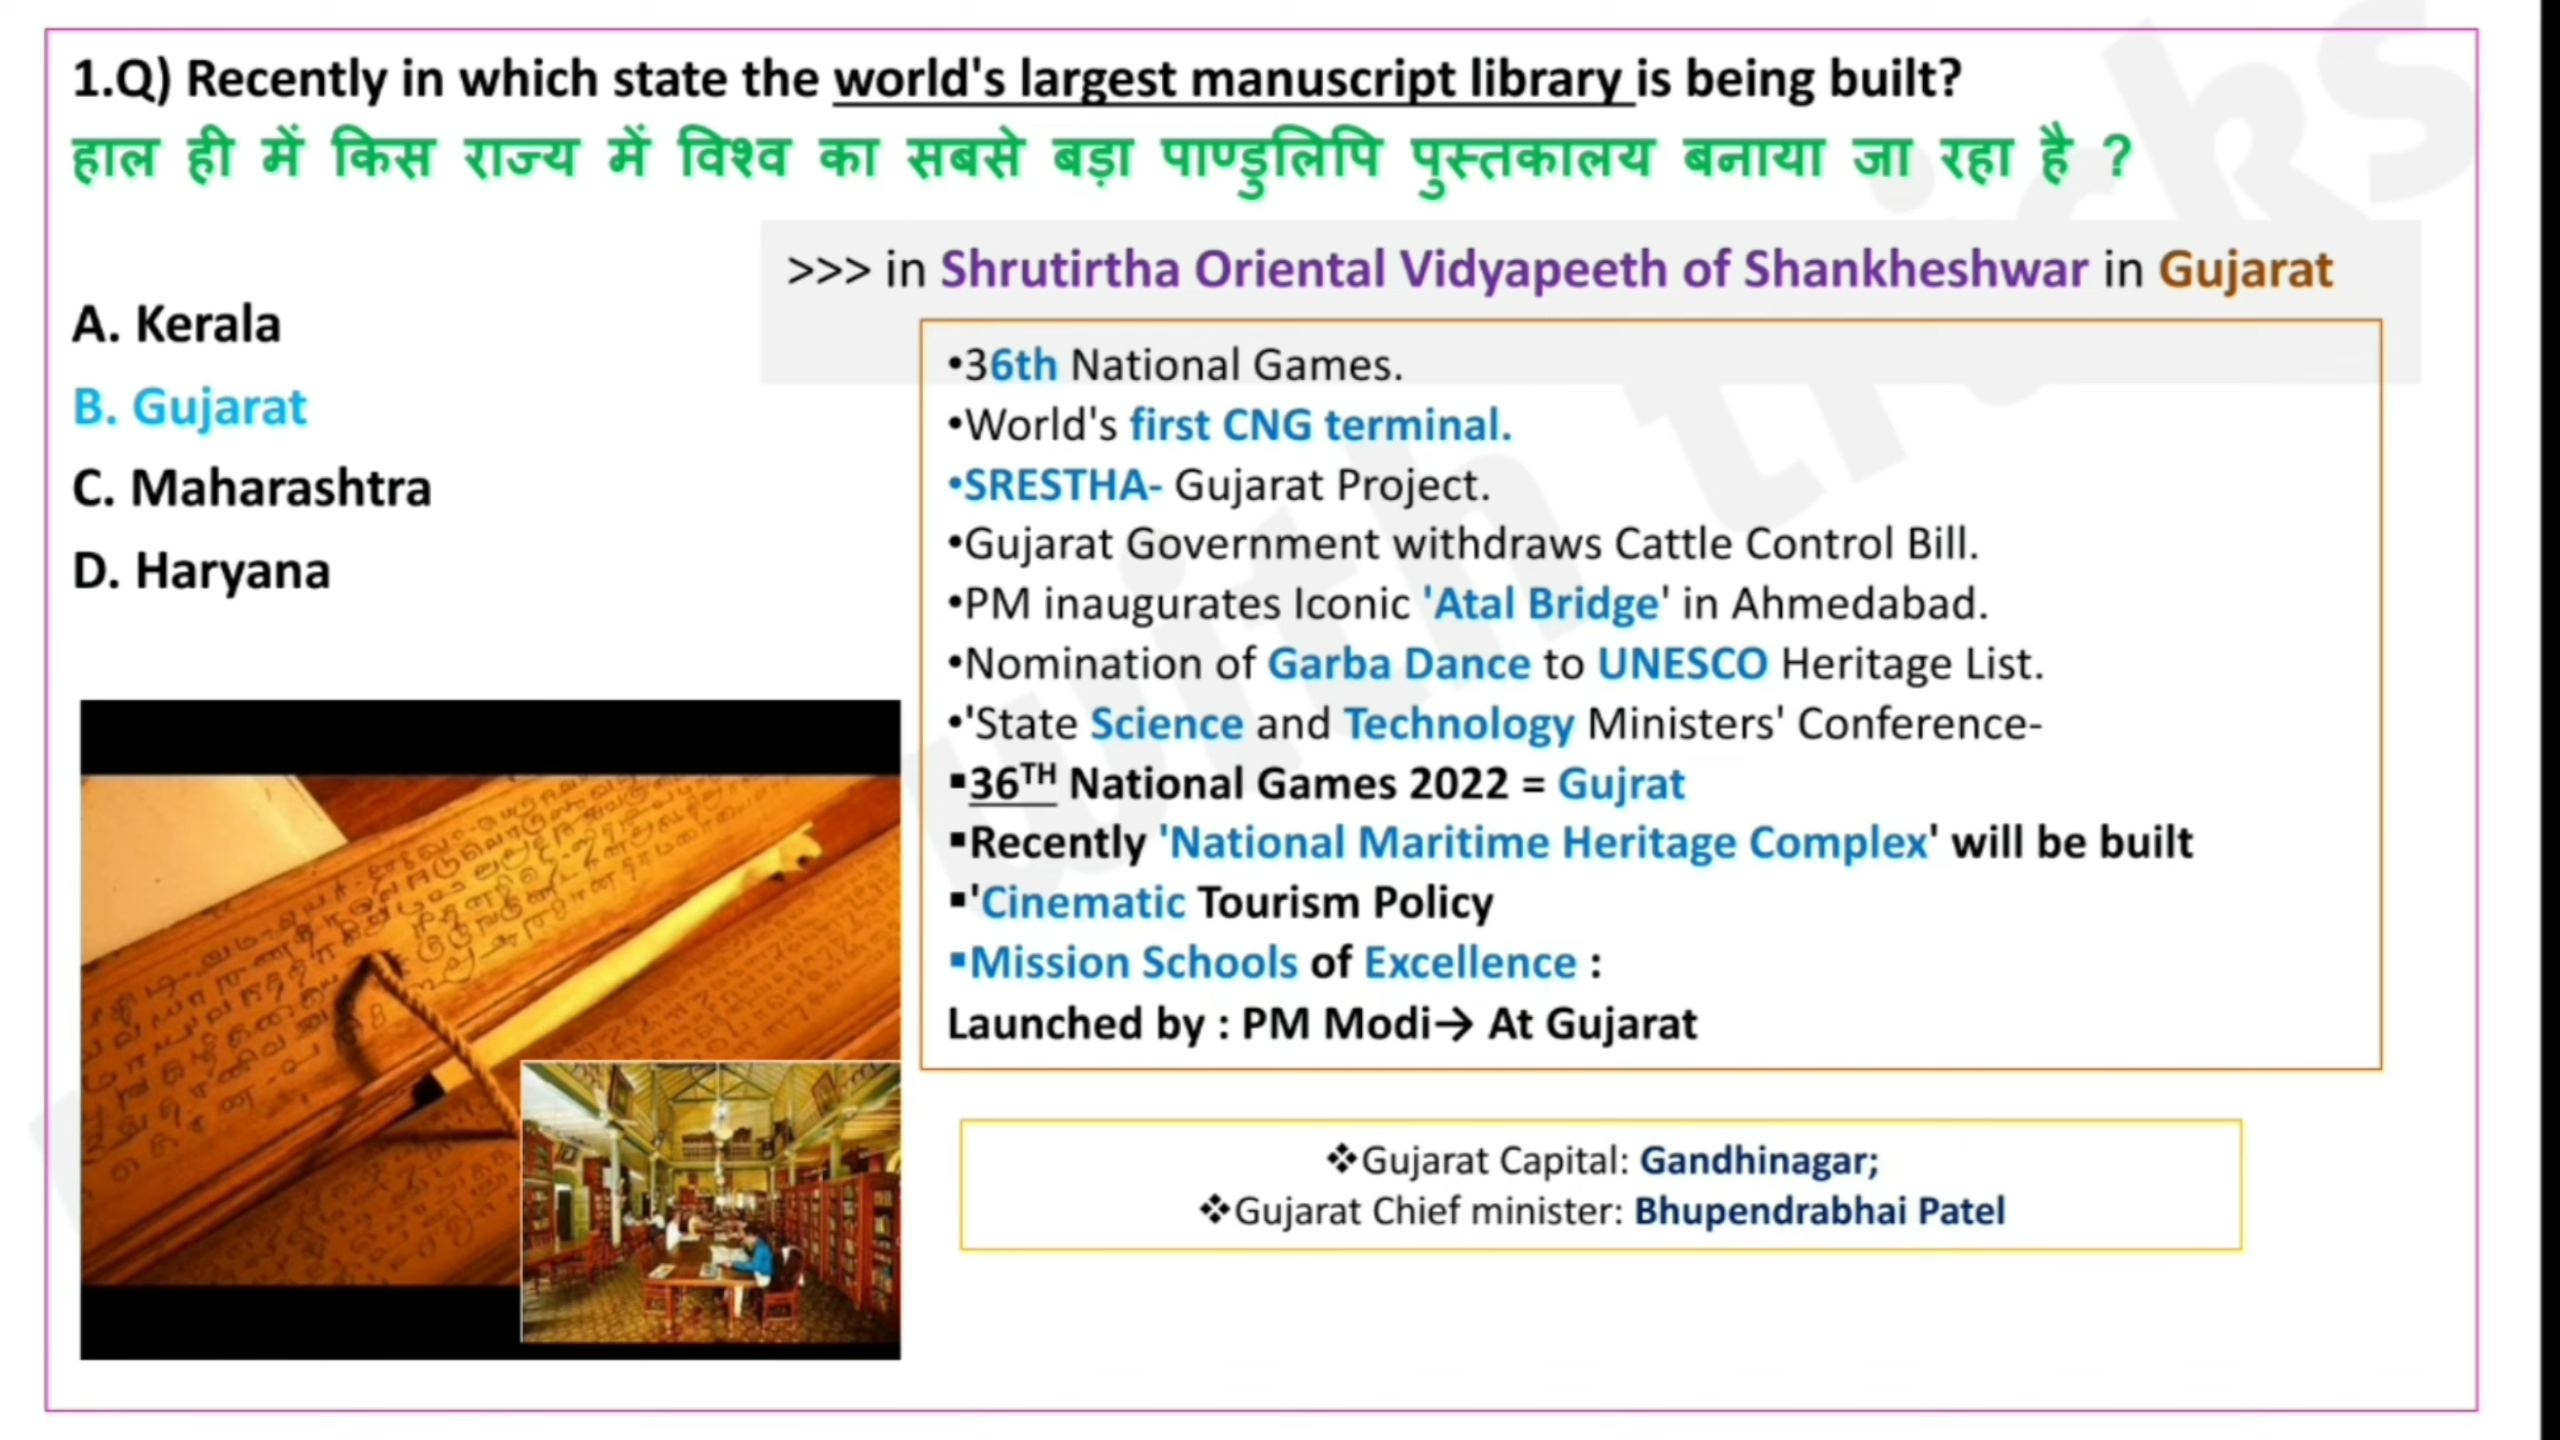 1.Q) Recently in which state the world's largest manuscript library is being built?
हाल ही में किस राज्य में विश्व का सबसे बड़ा पाण्डुलिपि पुस्तकालय बनाया जा रहा है ?
>>> in Shrutirtha Oriental Vidyapeeth of Shankheshwar in Gujarat
A. Kerala
B. Gujarat
C. Maharashtra
D. Haryana
•36th National Games.
•World's first CNG terminal.
•SRESTHA- Gujarat Project.
•Gujarat Government withdraws Cattle Control Bill.
•PM inaugurates Iconic 'Atal Bridge' in Ahmedabad.
•Nomination of Garba Dance to UNESCO Heritage List.
•'State Science and Technology Ministers' Conference-
▪36TH National Games 2022 = Gujrat
▪Recently 'National Maritime Heritage Complex' will be built
▪'Cinematic Tourism Policy
▪Mission Schools of Excellence :
Launched by : PM Modi→ At Gujarat
❖Gujarat Capital: Gandhinagar;
❖Gujarat Chief minister: Bhupendrabhai Patel
with tricks